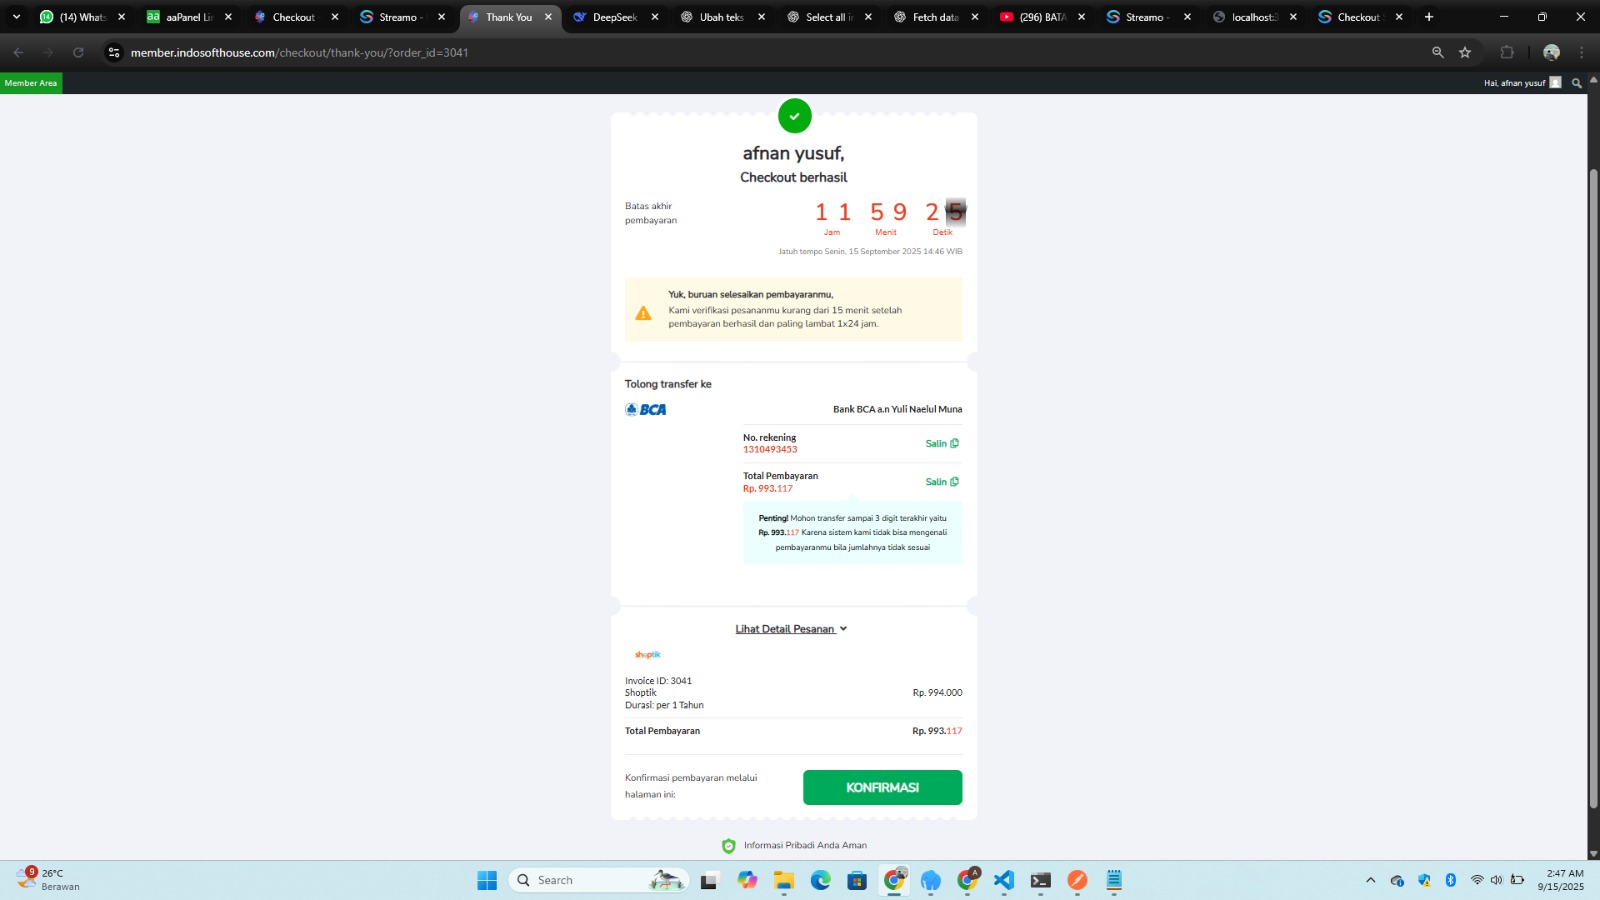 (14) Whats
aaPanel Lin
Checkout
Streamo -
Thank You
DeepSeek
Ubah teks
Select all in
Fetch data
(296) BATA
Streamo -
localhost:3
Checkout
member.indosofthouse.com/checkout/thank-you/?order_id=3041
Member Area
Hai, afnan yusuf
afnan yusuf,
Checkout berhasil
Batas akhir
pembayaran
11 59 25
Jam Menit Detik
Jatuh tempo Senin, 15 September 2025 14:46 WIB
Yuk, buruan selesaikan pembayaranmu,
Kami verifikasi pesananmu kurang dari 15 menit setelah
pembayaran berhasil dan paling lambat 1x24 jam.
Tolong transfer ke
BCA
Bank BCA a.n Yuli Naelul Muna
No. rekening
1310493453
Salin
Total Pembayaran
Rp. 993.117
Salin
Penting! Mohon transfer sampai 3 digit terakhir yaitu
Rp. 993.117 Karena sistem kami tidak bisa mengenali
pembayaranmu bila jumlahnya tidak sesuai
Lihat Detail Pesanan
shoptik
Invoice ID: 3041
Shoptik
Durasi: per 1 Tahun
Rp. 994.000
Total Pembayaran Rp. 993.117
Konfirmasi pembayaran melalui
halaman ini:
KONFIRMASI
Informasi Pribadi Anda Aman
9
26°C
Berawan
Search
A
2:47 AM
9/15/2025